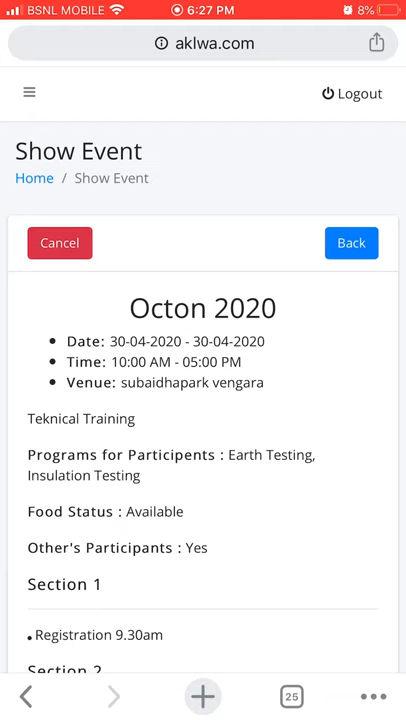 BSNL MOBILE 6:27 PM 8%
aklwa.com
Logout
Show Event
Home / Show Event
Cancel Back
Octon 2020
Date: 30-04-2020 - 30-04-2020
Time: 10:00 AM - 05:00 PM
Venue: subaidhapark vengara
Teknical Training
Programs for Participents : Earth Testing,
Insulation Testing
Food Status : Available
Other's Participants : Yes
Section 1
Registration 9.30am
Section 2
25